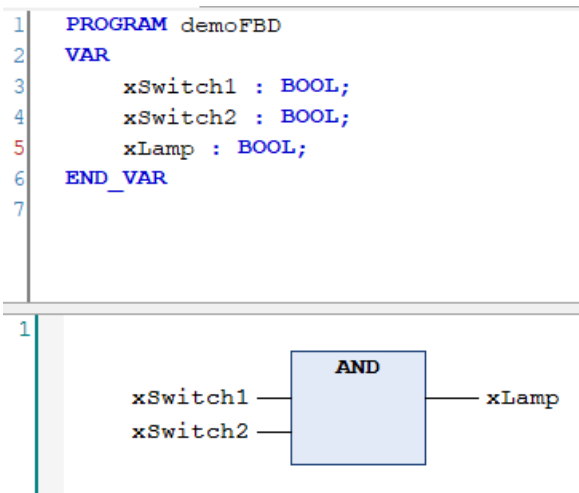 1 PROGRAM demoFBD
2 VAR
3 xSwitch1 : BOOL;
4 xSwitch2 : BOOL;
5 xLamp : BOOL;
6 END_VAR
7
1
AND
xSwitch1 xLamp
xSwitch2